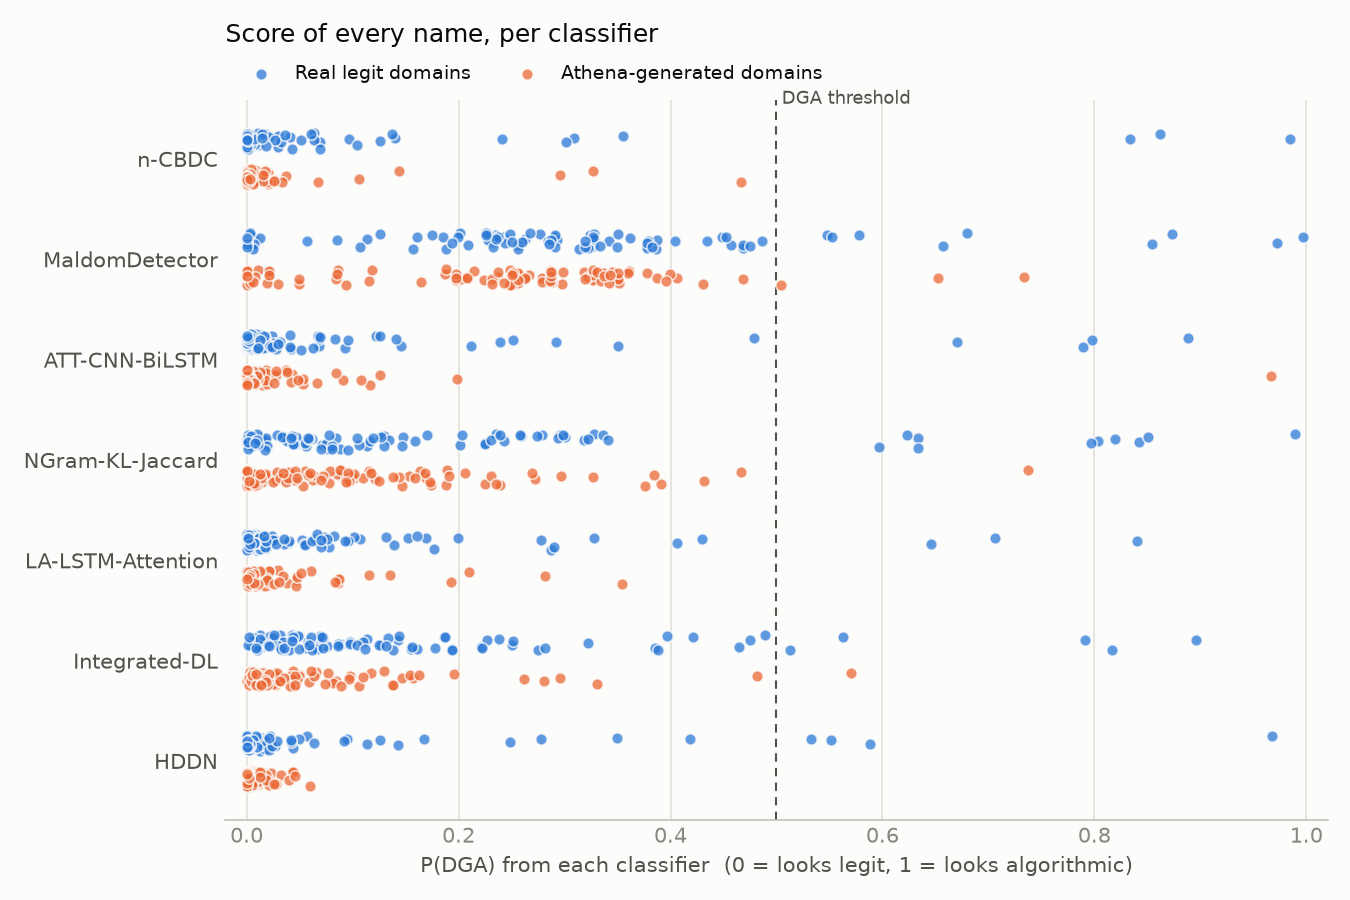 Score of every name, per classifier
Real legit domains
Athena-generated domains
DGA threshold
n-CBDC
MaldomDetector
ATT-CNN-BiLSTM
NGram-KL-Jaccard
LA-LSTM-Attention
Integrated-DL
HDDN
0.0 0.2 0.4 0.6 0.8 1.0
P(DGA) from each classifier (0 = looks legit, 1 = looks algorithmic)